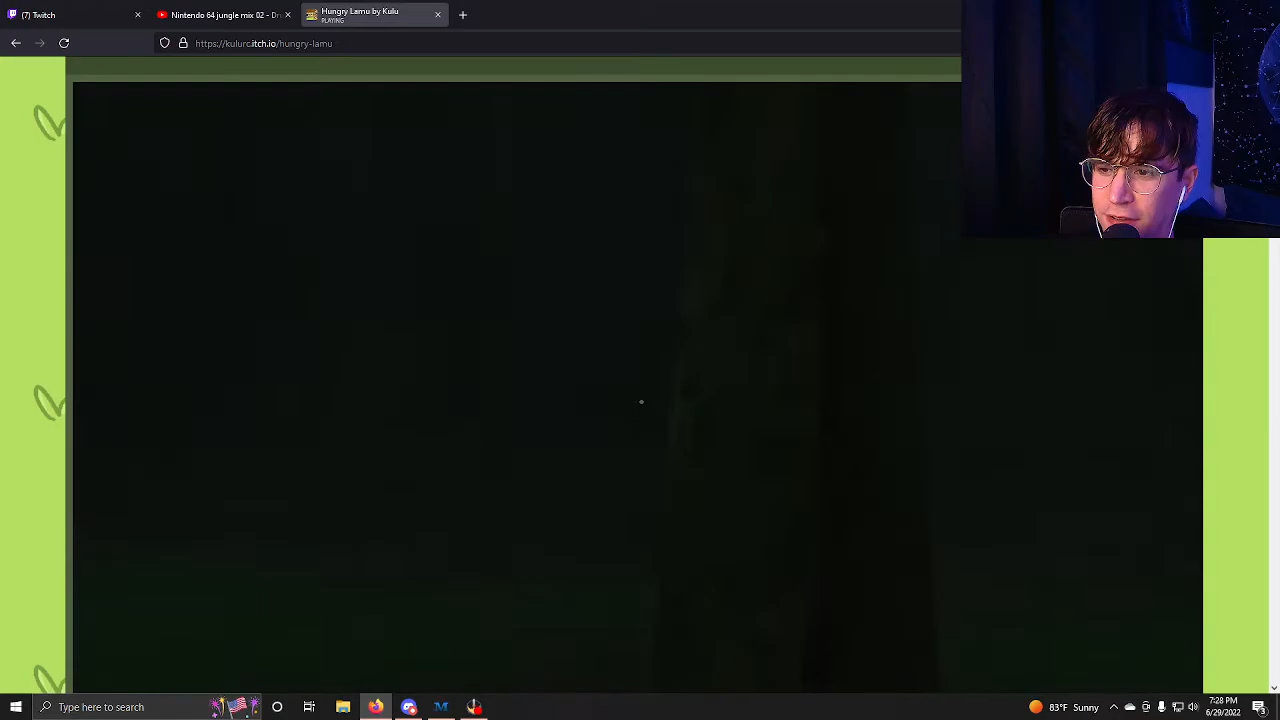 (7) Twitch
Nintendo 64 jungle mix 02 - Dr
Hungry Lamu by Kulu
PLAYING
https://kulurc.itch.io/hungry-lamu
Type here to search
83°F Sunny
7:28 PM
6/29/2022
3